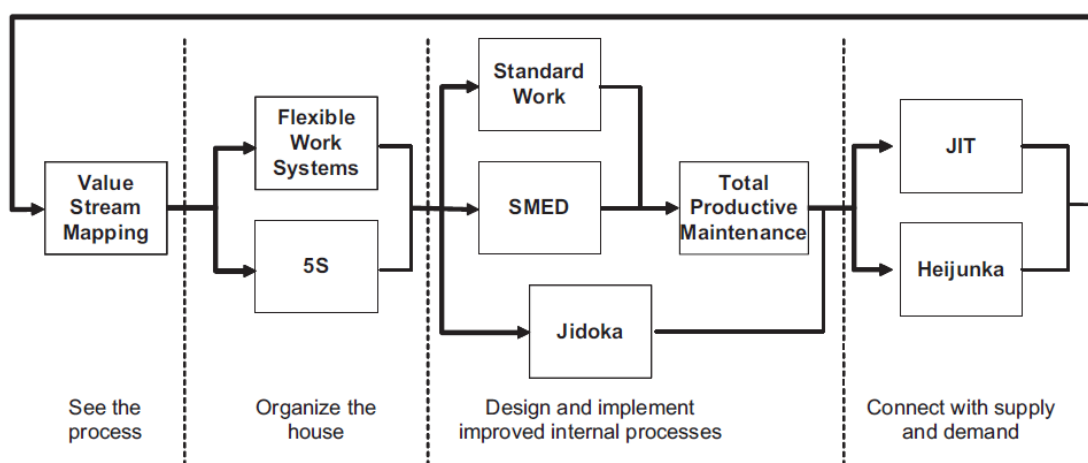 Value
Stream
Mapping
Flexible
Work
Systems
5S
Standard
Work
SMED
Jidoka
Total
Productive
Maintenance
JIT
Heijunka
See the
process
Organize the
house
Design and implement
improved internal processes
Connect with supply
and demand